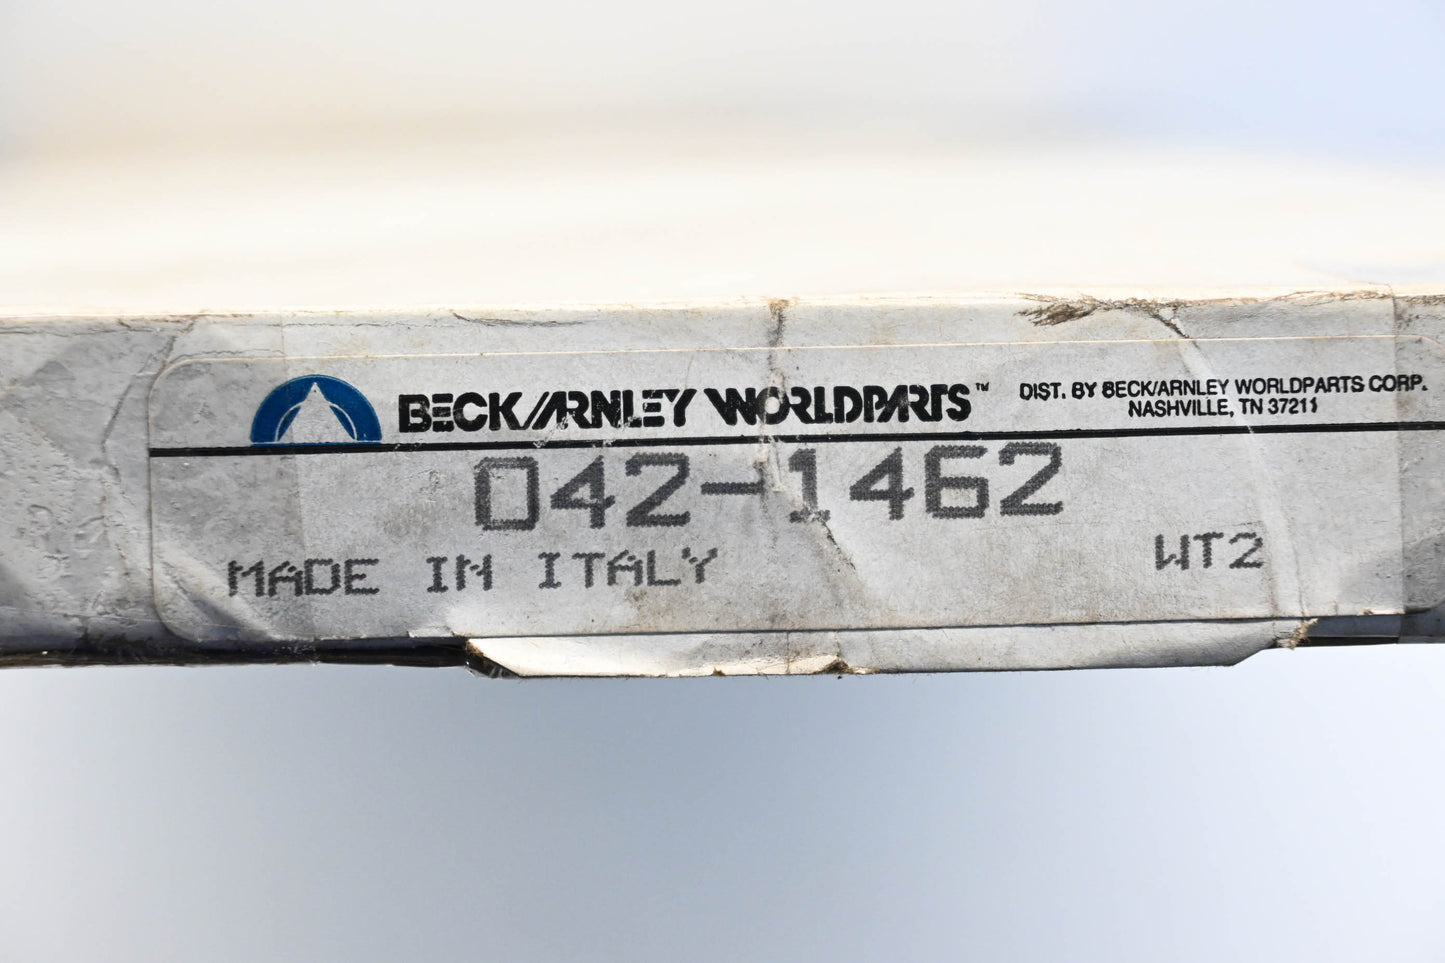 BECK/ARNLEY WORLDPARTS™
DIST. BY BECK/ARNLEY WORLDPARTS CORP.
NASHVILLE, TN 37211
042-1462
MADE IN ITALY
WT2